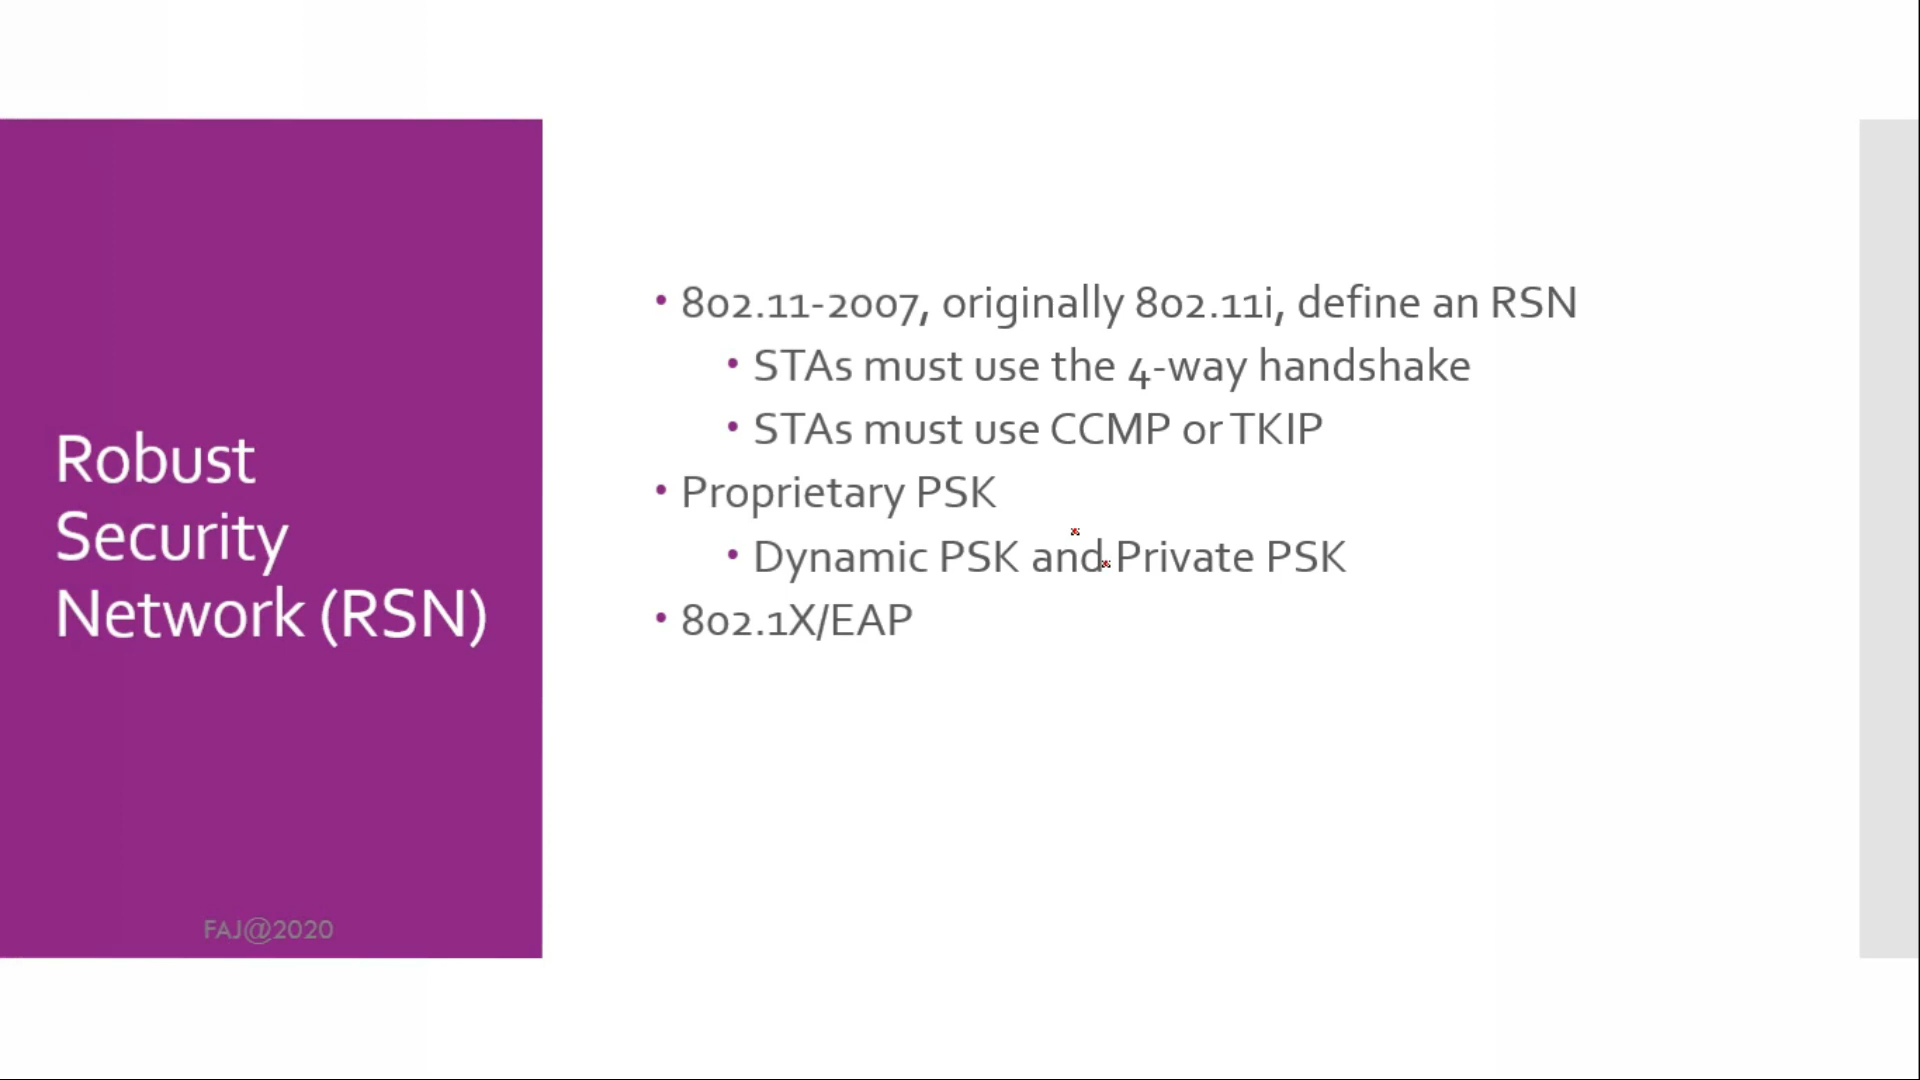 Robust
Security
Network (RSN)
802.11-2007, originally 802.11i, define an RSN
STAs must use the 4-way handshake
STAs must use CCMP or TKIP
Proprietary PSK
Dynamic PSK and Private PSK
802.1X/EAP
FAJ@2020